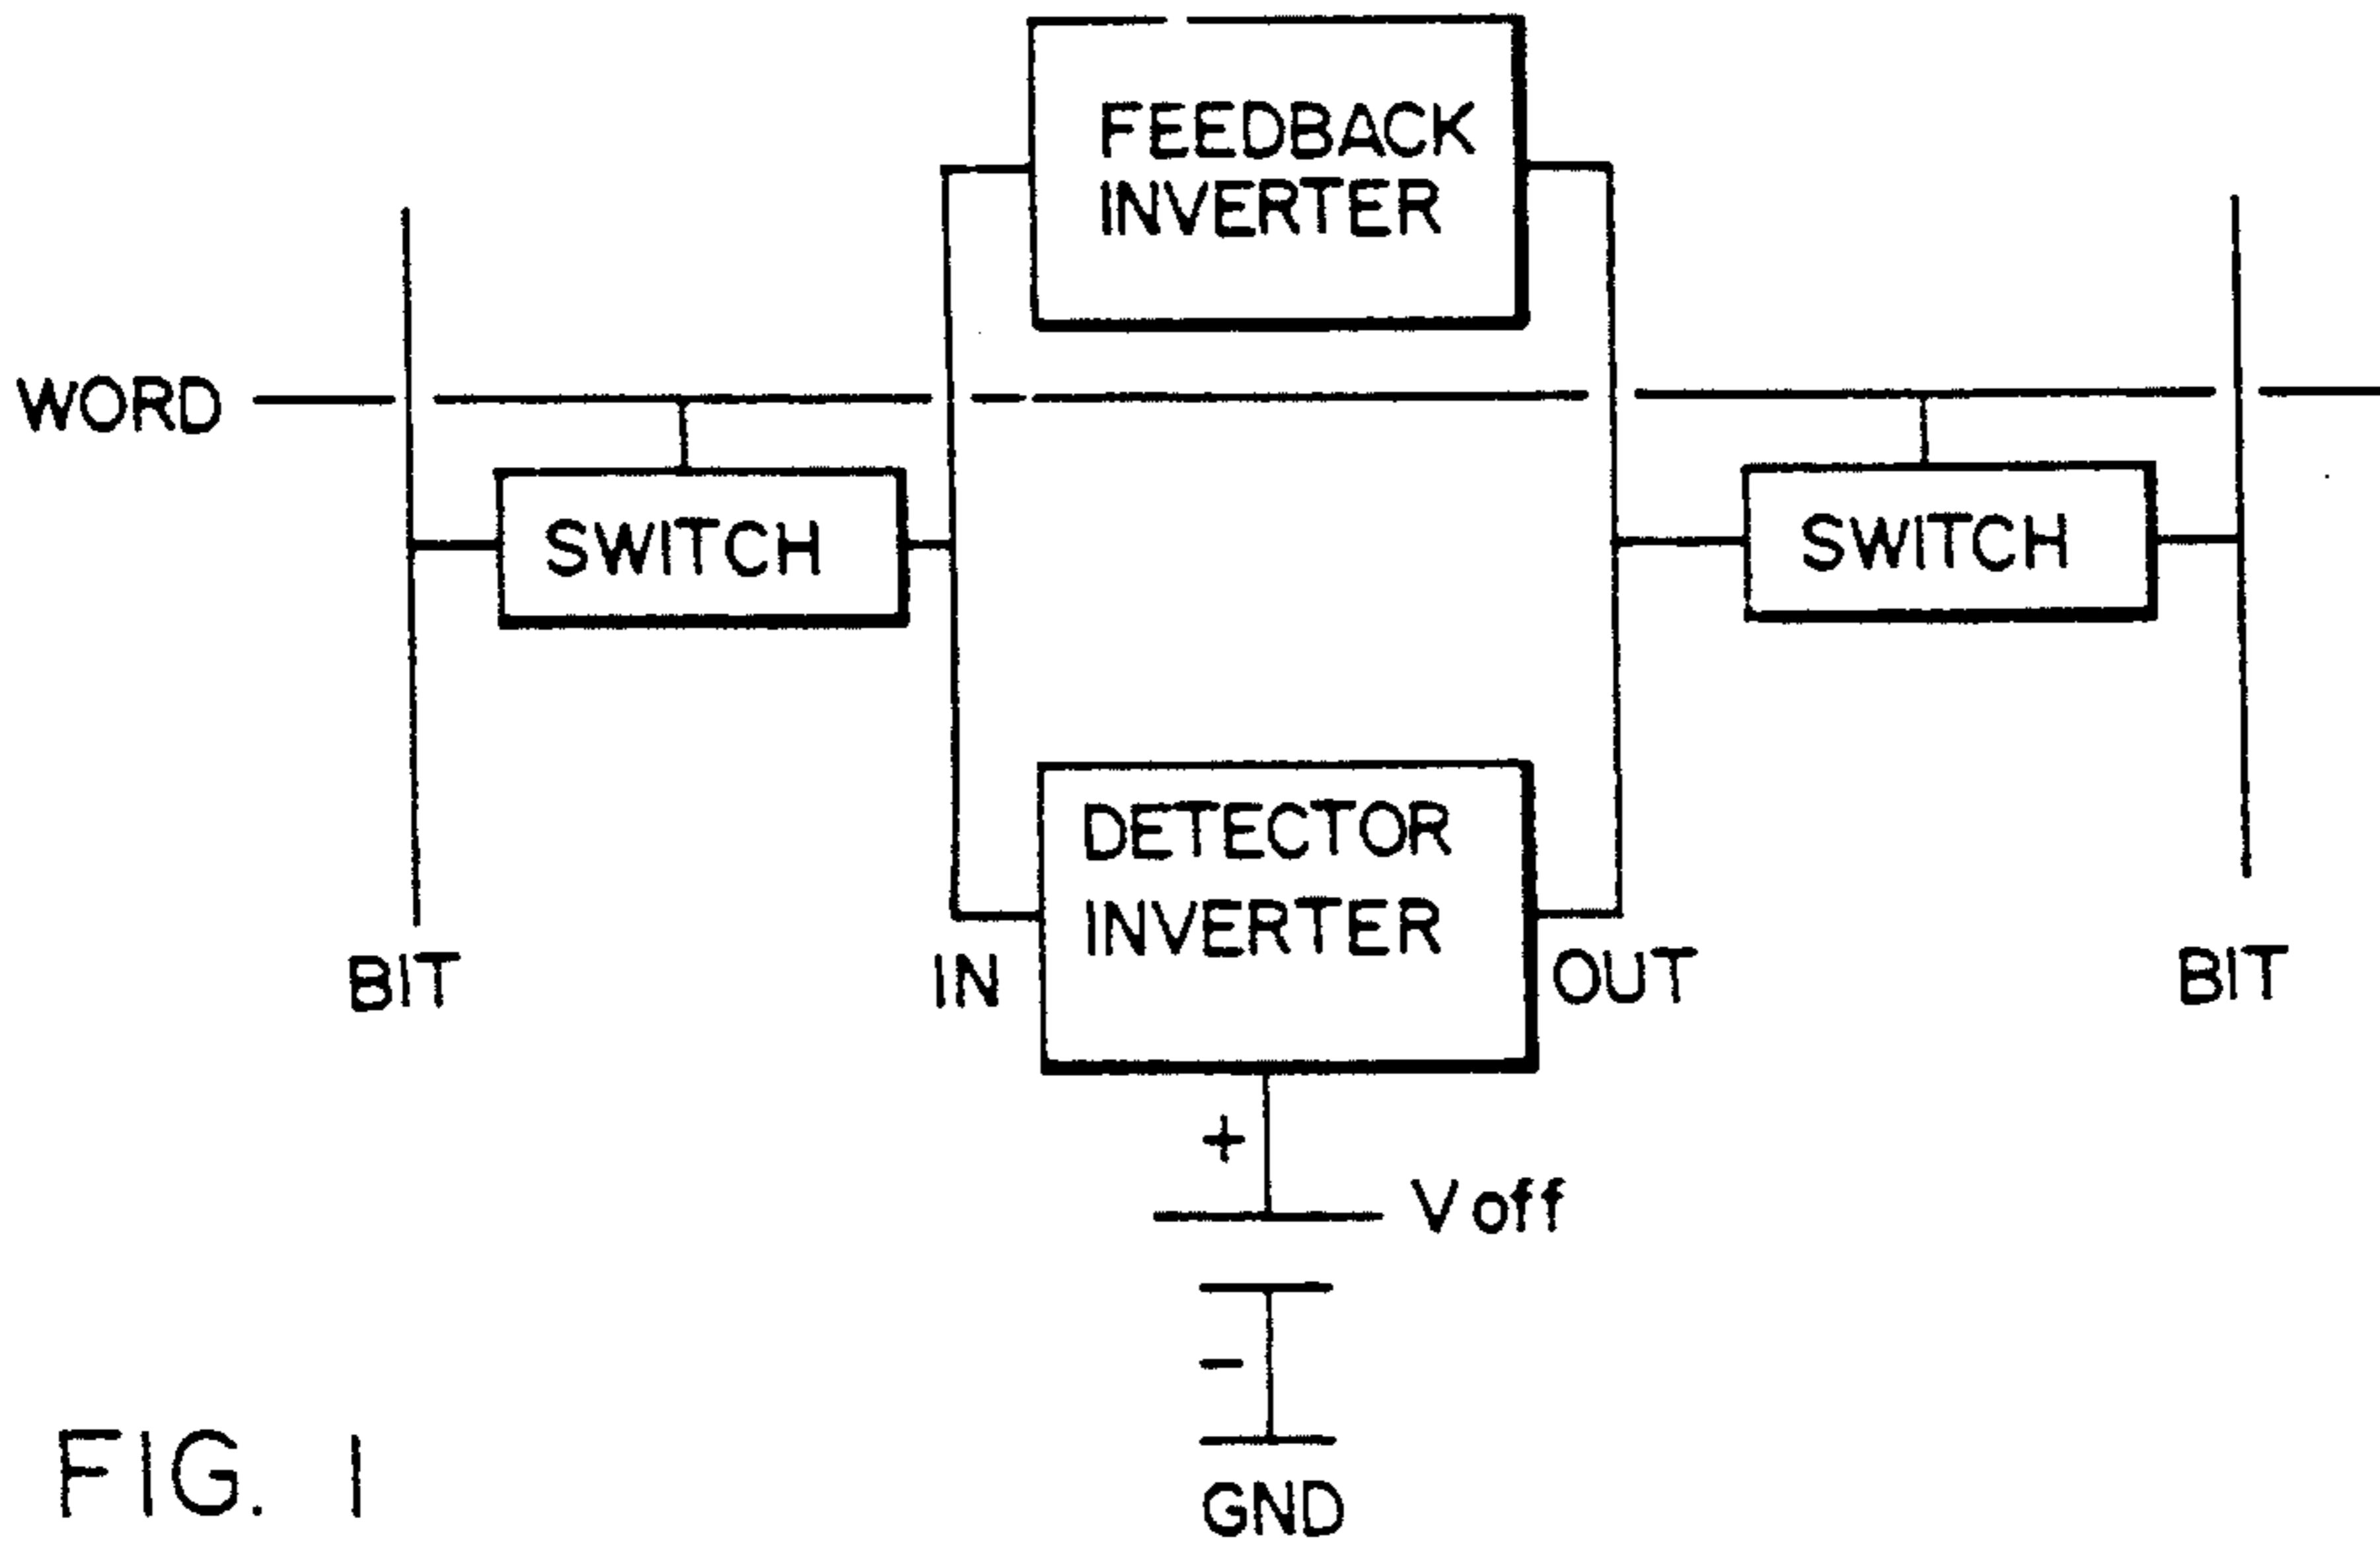 FEEDBACK
INVERTER
WORD
SWITCH
SWITCH
DETECTOR
INVERTER
BIT
IN
OUT
BIT
+
Voff
-
GND
FIG. 1